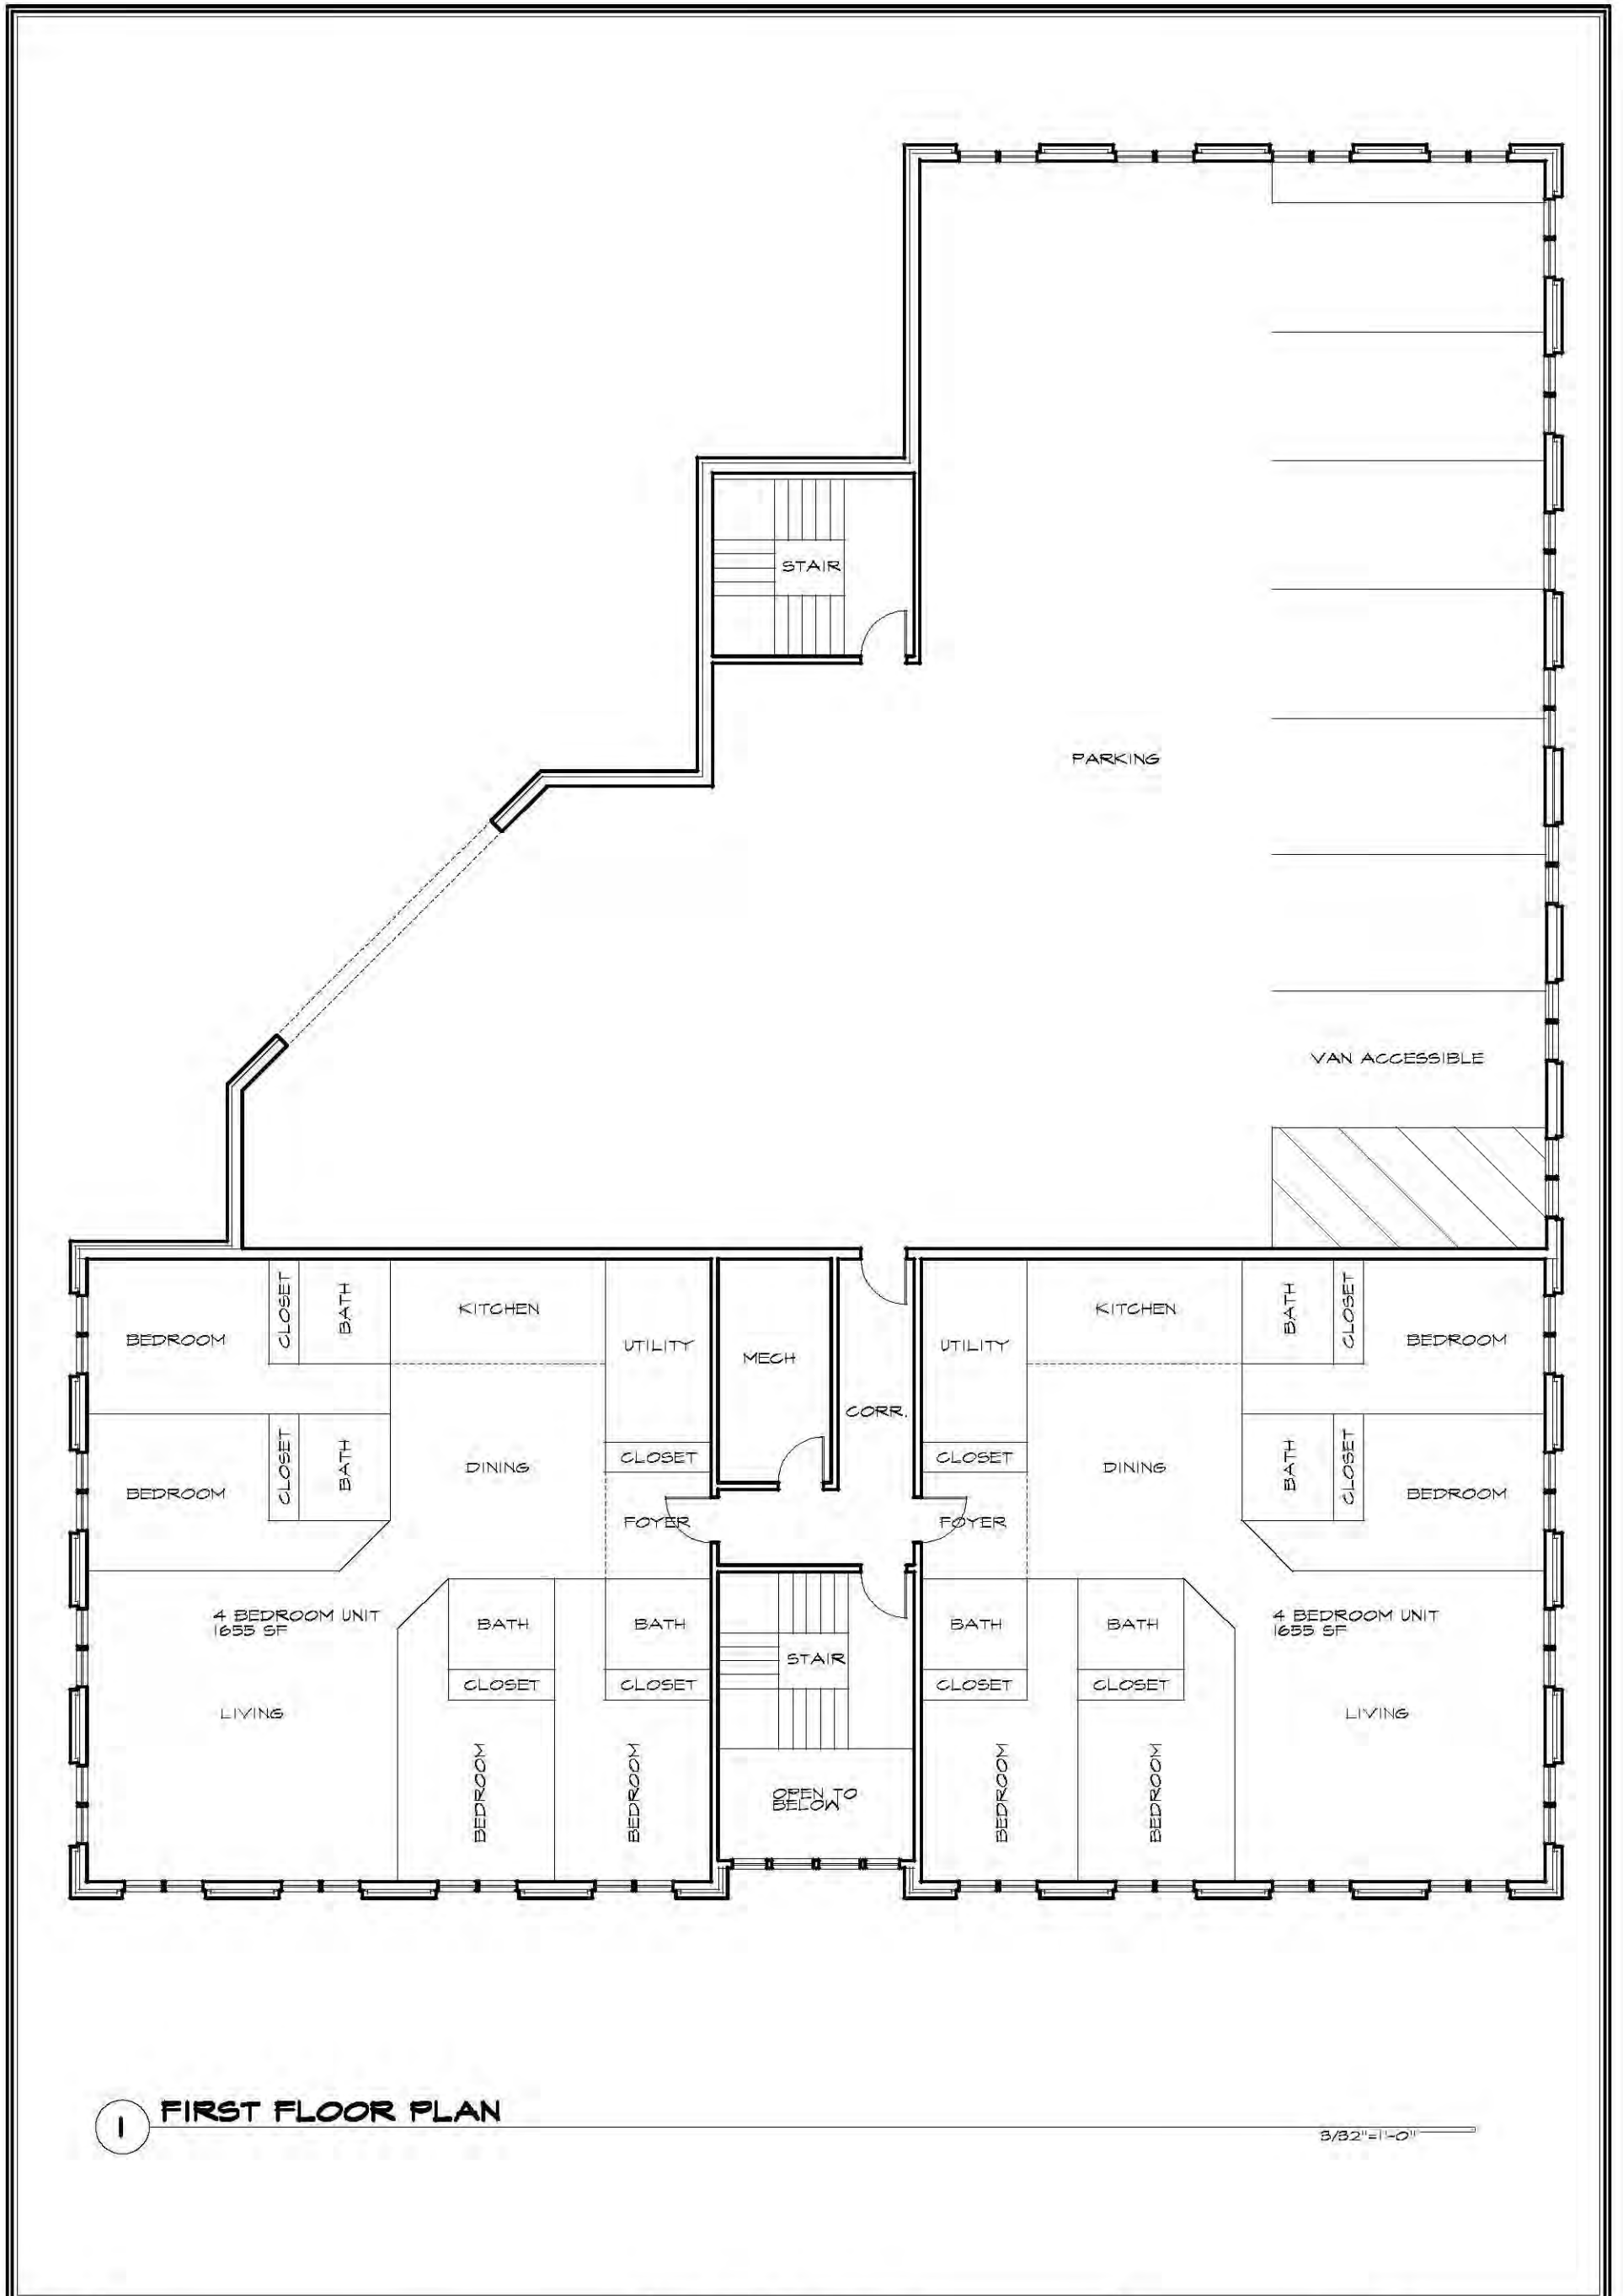 STAIR
PARKING
VAN ACCESSIBLE
BEDROOM
CLOSET
BATH
KITCHEN
UTILITY
MECH
CORR.
UTILITY
KITCHEN
BATH
CLOSET
BEDROOM
BEDROOM
CLOSET
BATH
DINING
CLOSET
CLOSET
DINING
BATH
CLOSET
BEDROOM
FOYER
FOYER
4 BEDROOM UNIT
1655 SF
BATH
BATH
STAIR
BATH
BATH
4 BEDROOM UNIT
1655 SF
CLOSET
CLOSET
CLOSET
CLOSET
LIVING
LIVING
BEDROOM
BEDROOM
OPEN TO
BELOW
BEDROOM
BEDROOM
1 FIRST FLOOR PLAN
3/32"=1'-0"